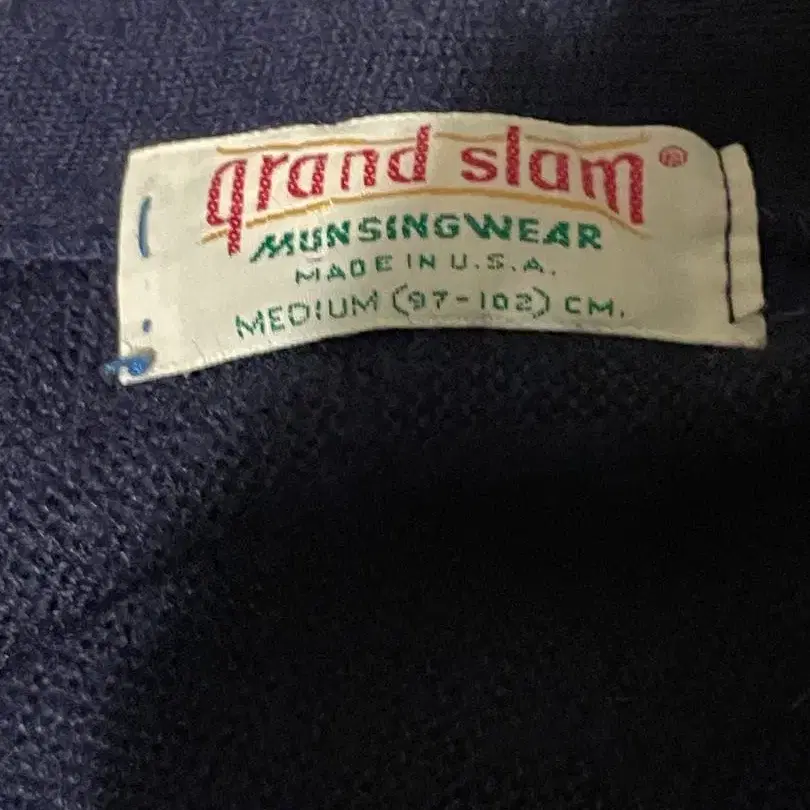 grand slam®
MUNSINGWEAR
MADE IN U.S.A.
MEDIUM (97-102) CM.